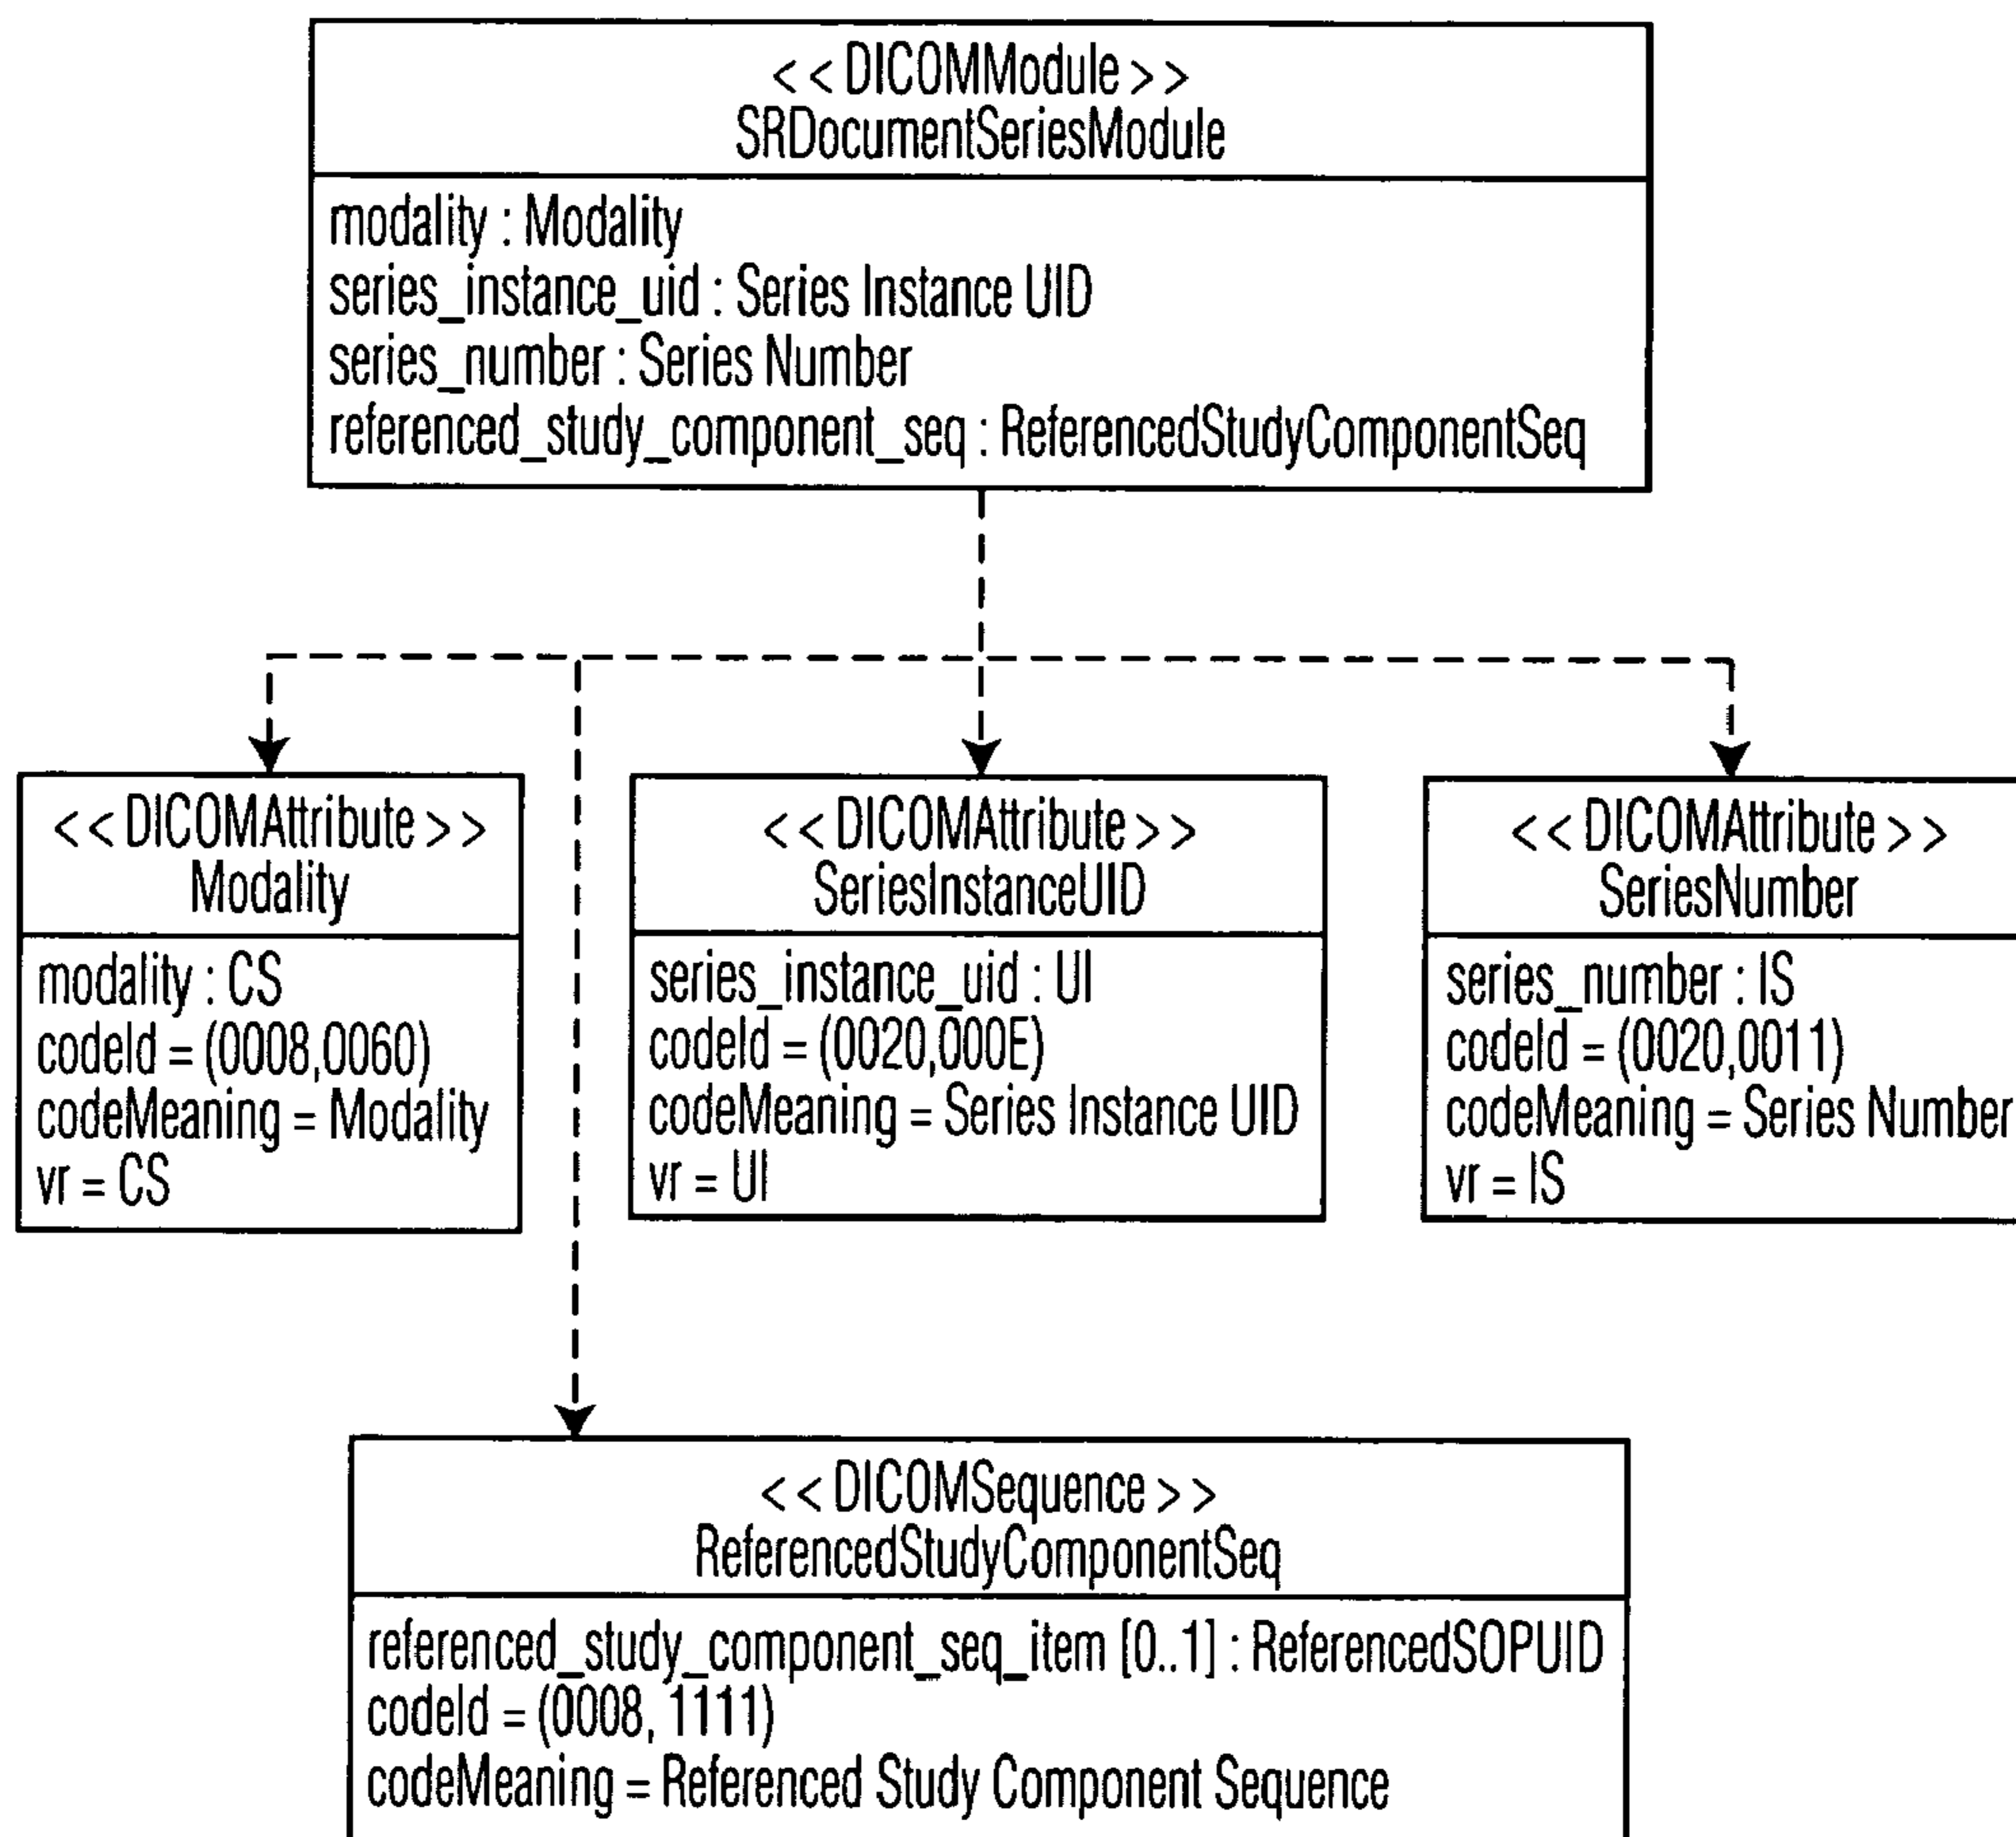 << DICOMModule >>
SRDocumentSeriesModule
modality : Modality
series_instance_uid : Series Instance UID
series_number : Series Number
referenced_study_component_seq : ReferencedStudyComponentSeq
<< DICOMAttribute >>
Modality
modality : CS
codeId = (0008,0060)
codeMeaning = Modality
vr = CS
<< DICOMAttribute >>
SeriesInstanceUID
series_instance_uid : UI
codeId = (0020,000E)
codeMeaning = Series Instance UID
vr = UI
<< DICOMAttribute >>
SeriesNumber
series_number : IS
codeId = (0020,0011)
codeMeaning = Series Number
vr = IS
<< DICOMSequence >>
ReferencedStudyComponentSeq
referenced_study_component_seq_item [0..1] : ReferencedSOPUID
codeId = (0008, 1111)
codeMeaning = Referenced Study Component Sequence